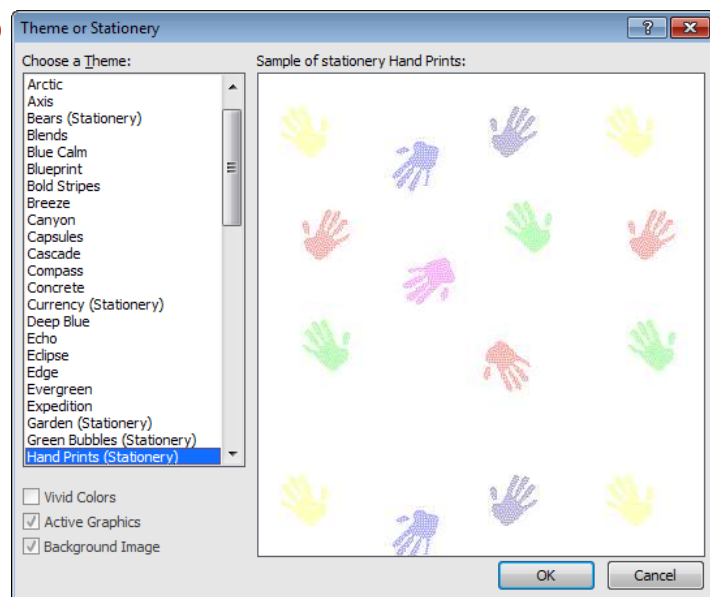 Theme or Stationery
Choose a Theme:
Sample of stationery Hand Prints:
Arctic
Axis
Bears (Stationery)
Blends
Blue Calm
Blueprint
Bold Stripes
Breeze
Canyon
Capsules
Cascade
Compass
Concrete
Currency (Stationery)
Deep Blue
Echo
Eclipse
Edge
Evergreen
Expedition
Garden (Stationery)
Green Bubbles (Stationery)
Hand Prints (Stationery)
Vivid Colors
Active Graphics
Background Image
OK
Cancel